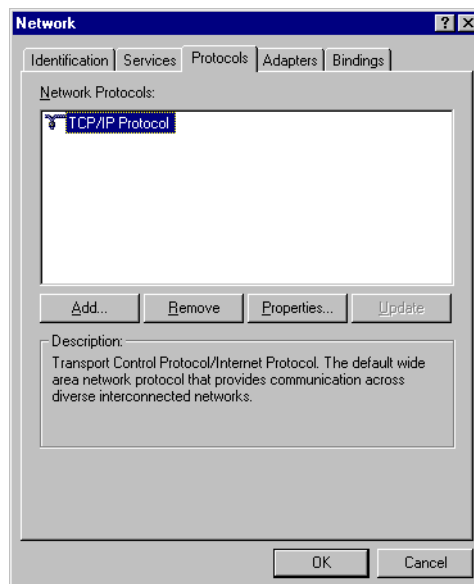 Network
Identification Services Protocols Adapters Bindings
Network Protocols:
TCP/IP Protocol
Add... Remove Properties... Update
Description:
Transport Control Protocol/Internet Protocol. The default wide
area network protocol that provides communication across
diverse interconnected networks.
OK Cancel